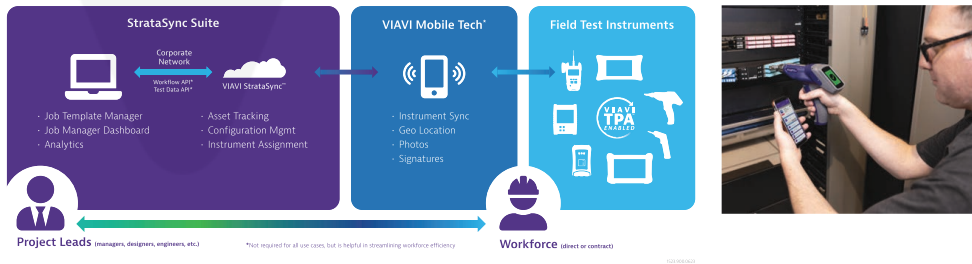 StrataSync Suite
Corporate
Network
Workflow API*
Test Data API*
VIAVI StrataSync™
· Job Template Manager
· Job Manager Dashboard
· Analytics
· Asset Tracking
· Configuration Mgmt
· Instrument Assignment
VIAVI Mobile Tech*
· Instrument Sync
· Geo Location
· Photos
· Signatures
Field Test Instruments
VIAVI
TPA
ENABLED
Project Leads (managers, designers, engineers, etc.)
*Not required for all use cases, but is helpful in streamlining workforce efficiency
Workforce (direct or contract)